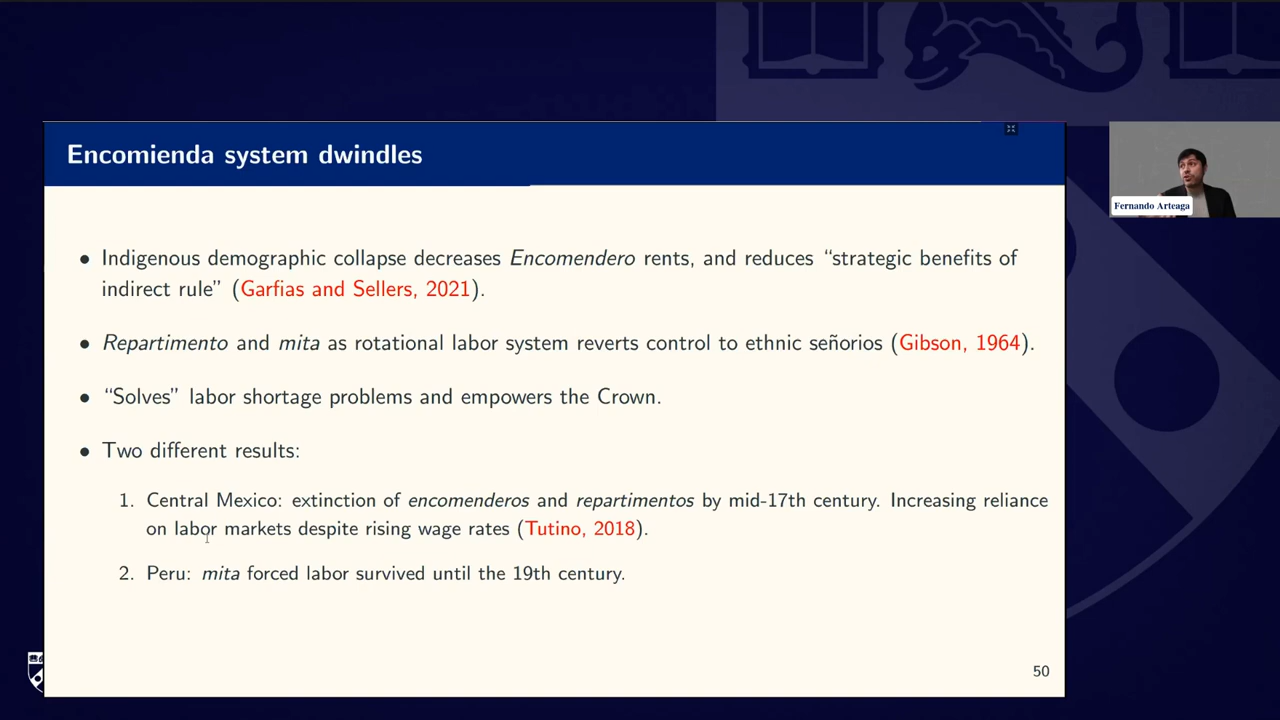 Encomienda system dwindles
Fernando Arteaga
• Indigenous demographic collapse decreases Encomendero rents, and reduces “strategic benefits of
indirect rule” (Garfias and Sellers, 2021).
• Repartimento and mita as rotational labor system reverts control to ethnic señorios (Gibson, 1964).
• “Solves” labor shortage problems and empowers the Crown.
• Two different results:
1. Central Mexico: extinction of encomenderos and repartimentos by mid-17th century. Increasing reliance
on labor markets despite rising wage rates (Tutino, 2018).
2. Peru: mita forced labor survived until the 19th century.
50